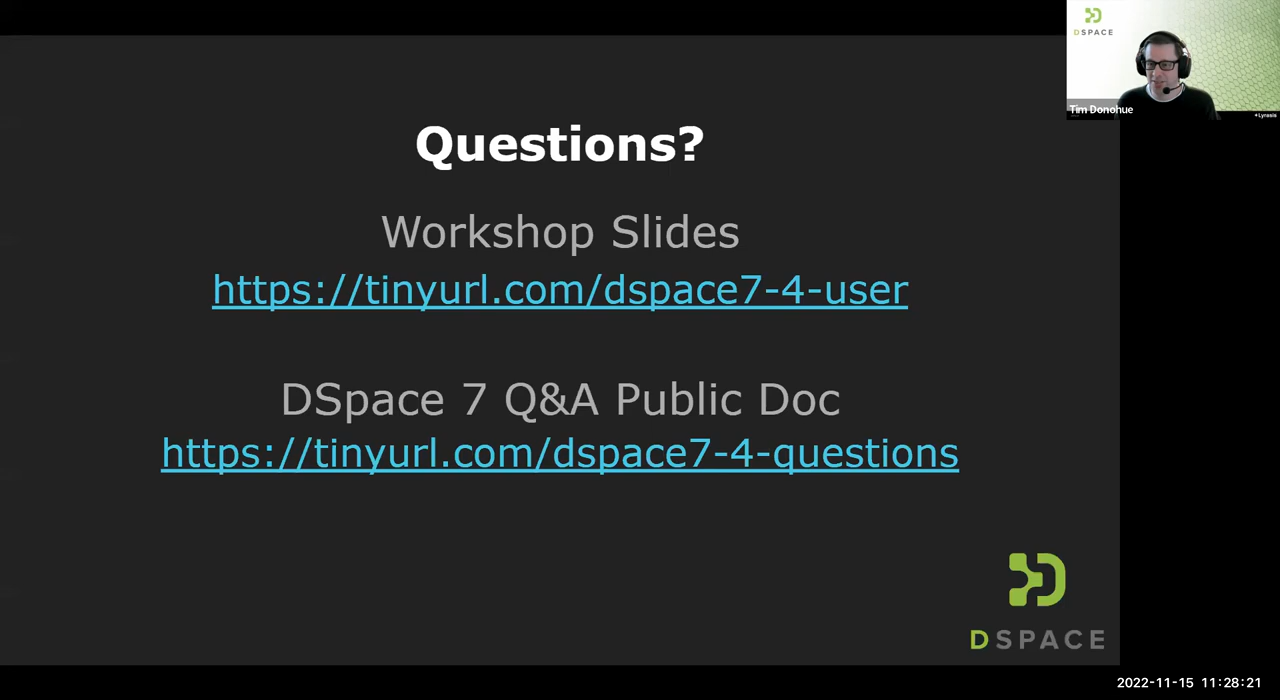 Questions?
Workshop Slides
https://tinyurl.com/dspace7-4-user
DSpace 7 Q&A Public Doc
https://tinyurl.com/dspace7-4-questions
DSPACE
DSPACE
Tim Donohue
Lyrasis
2022-11-15 11:28:21